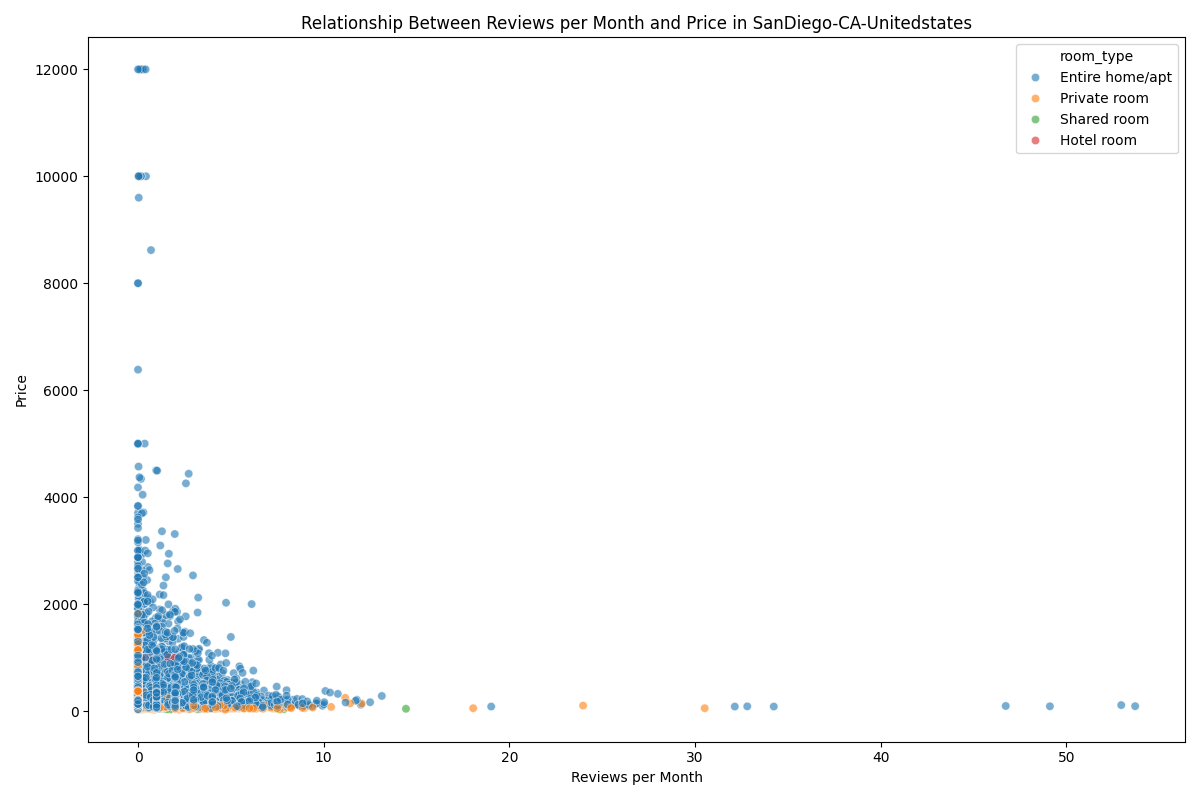 Relationship Between Reviews per Month and Price in SanDiego-CA-Unitedstates
room_type
Entire home/apt
Private room
Shared room
Hotel room
Price
12000
10000
8000
6000
4000
2000
0
0 10 20 30 40 50
Reviews per Month